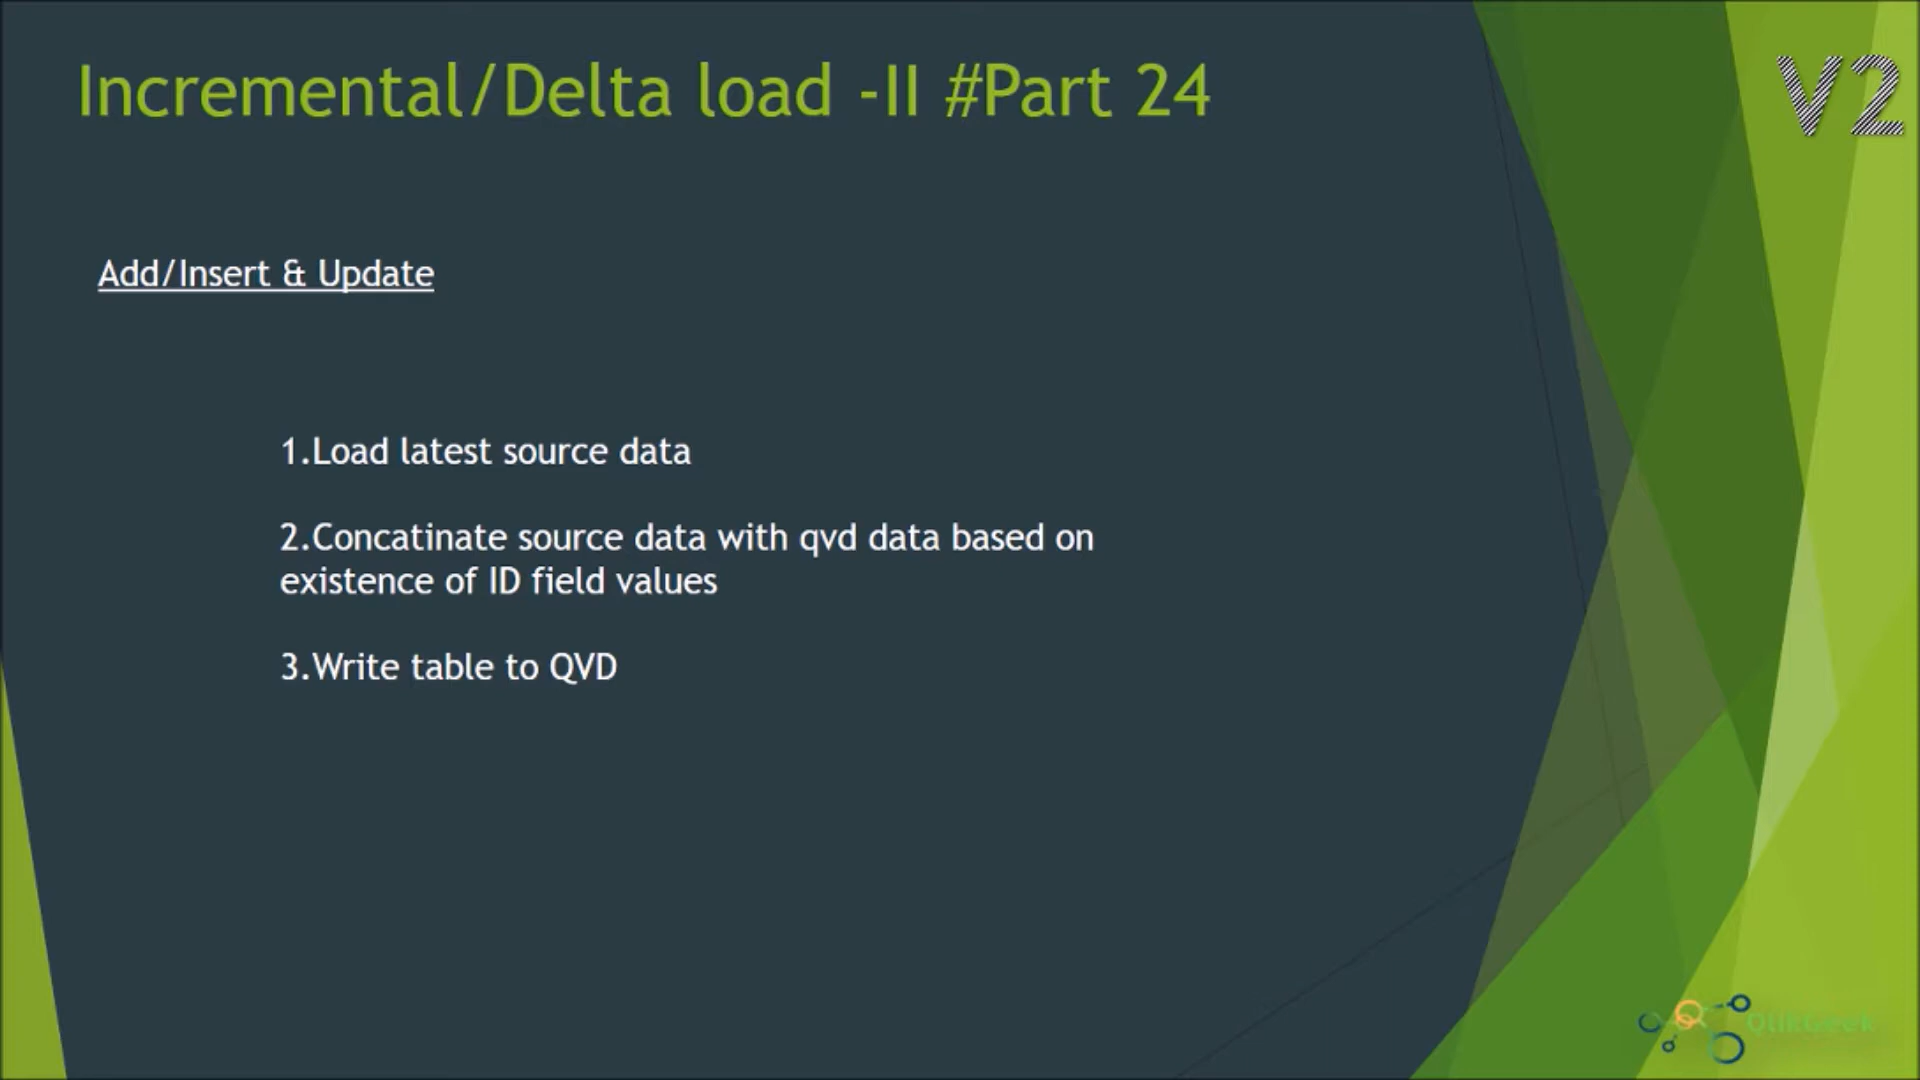 Incremental/Delta load -II #Part 24
V2
Add/Insert & Update
1.Load latest source data
2.Concatinate source data with qvd data based on
existence of ID field values
3.Write table to QVD
QlikGeek